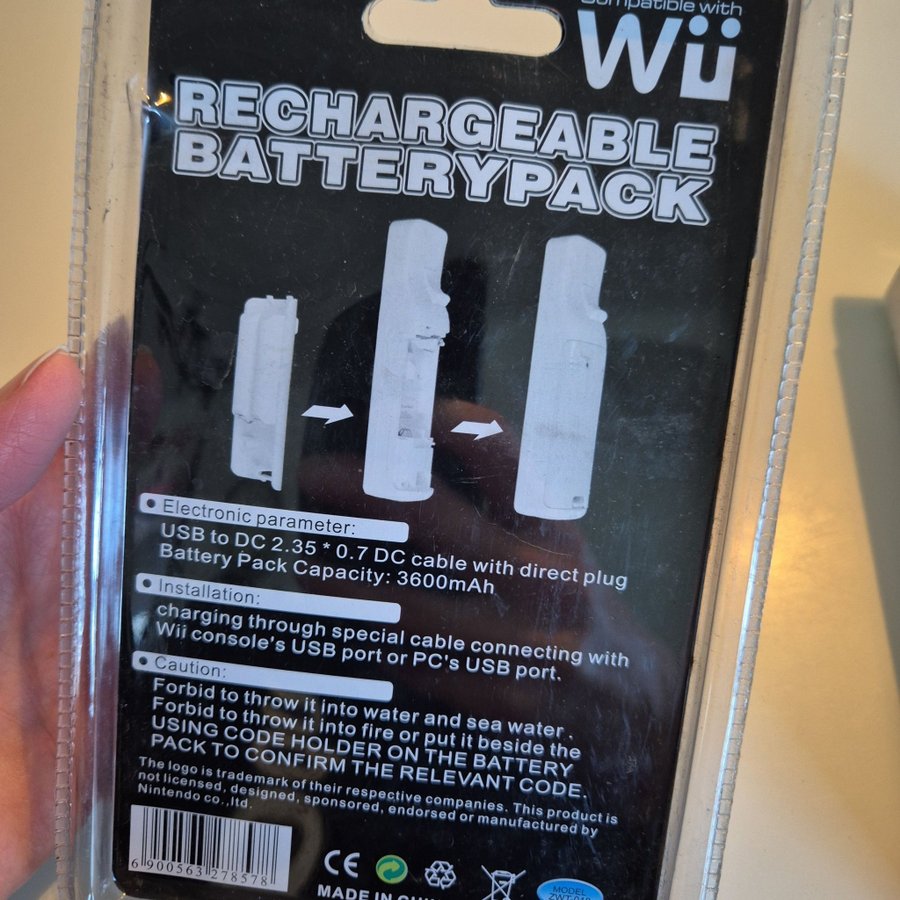 compatible with
Wii
RECHARGEABLE
BATTERYPACK
• Electronic parameter:
USB to DC 2.35 * 0.7 DC cable with direct plug
Battery Pack Capacity: 3600mAh
• Installation:
charging through special cable connecting with
Wii console's USB port or PC's USB port.
• Caution:
Forbid to throw it into water and sea water .
Forbid to throw it into fire or put it beside the
USING CODE HOLDER ON THE BATTERY
PACK TO CONFIRM THE RELEVANT CODE.
The logo is trademark of their respective companies. This product is
not licensed, designed, sponsored, endorsed or manufactured by
Nintendo co.,ltd.
6 900563 278578
CE
MADE IN
MODEL